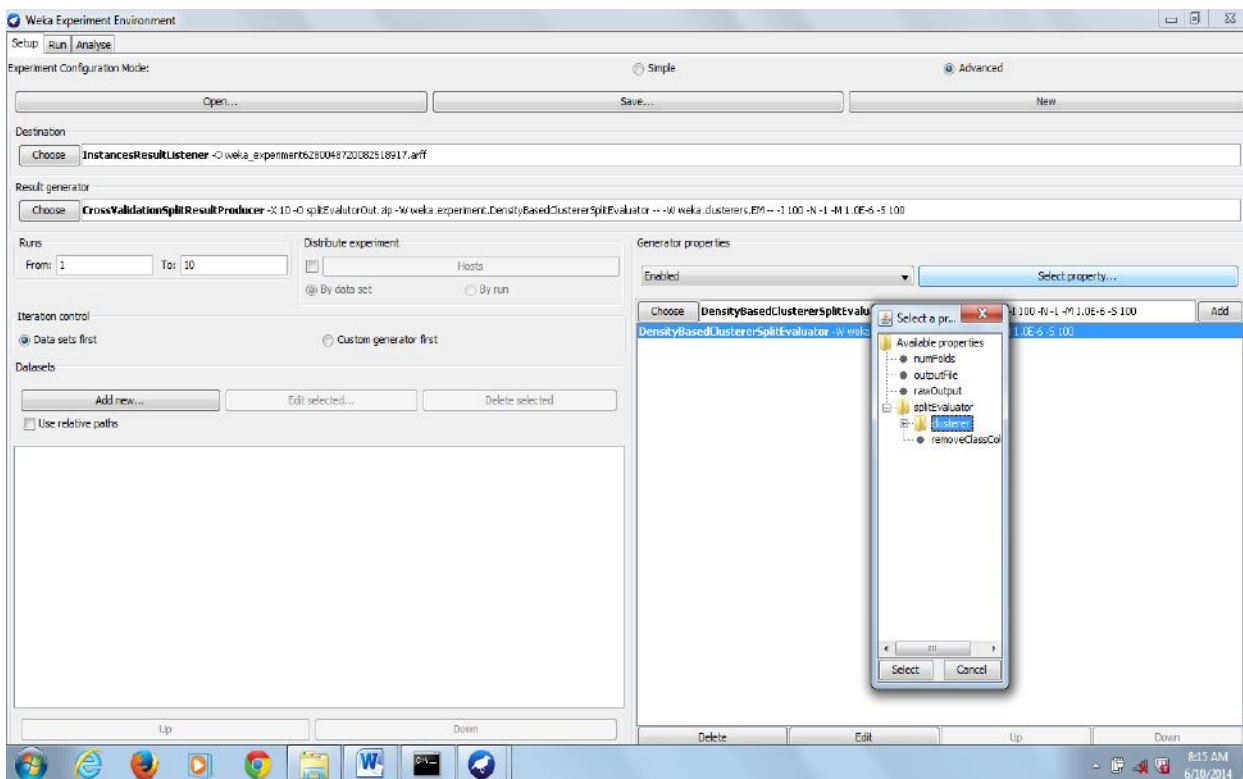 Weka Experiment Environment
Setup Run Analyse
Experiment Configuration Mode: Simple Advanced
Open... Save... New
Destination
Choose InstancesResultListener -O weka_experiment6280048720082518917.arff
Result generator
Choose CrossValidationSplitResultProducer -X 10 -O splitEvalutorOut.zip -W weka.experiment.DensityBasedClustererSplitEvaluator -- -W weka.clusterers.EM -- -I 100 -N -1 -M 1.0E-6 -S 100
Runs
From: 1 To: 10
Distribute experiment
Hosts
By data set By run
Generator properties
Enabled Select property...
Iteration control
Data sets first Custom generator first
Choose DensityBasedClustererSplitEvalu -I 100 -N -1 -M 1.0E-6 -S 100 Add
DensityBasedClustererSplitEvaluator -W weka 1.0E-6 -S 100
Datasets
Add new... Edit selected... Delete selected
Use relative paths
Select a pr...
Available properties
numFolds
outputFile
rawOutput
splitEvaluator
clusterer
removeClassCol
Select Cancel
Up Down
Delete Edit Up Down
8:15 AM
6/10/2014